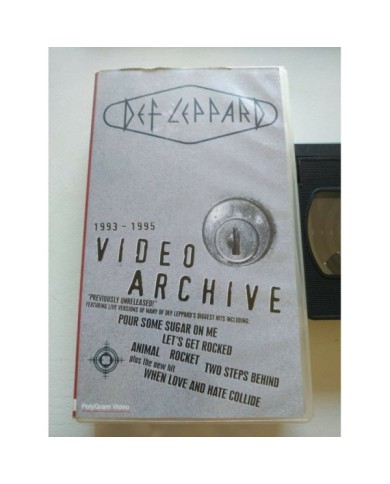 DEF LEPPARD
1993 - 1995
VIDEO
ARCHIVE
"PREVIOUSLY UNRELEASED!"
FEATURING LIVE VERSIONS OF MANY OF DEF LEPPARD'S BIGGEST HITS INCLUDING:
POUR SOME SUGAR ON ME
LET'S GET ROCKED
ANIMAL ROCKET TWO STEPS BEHIND
plus the new hit
WHEN LOVE AND HATE COLLIDE
PolyGram Video